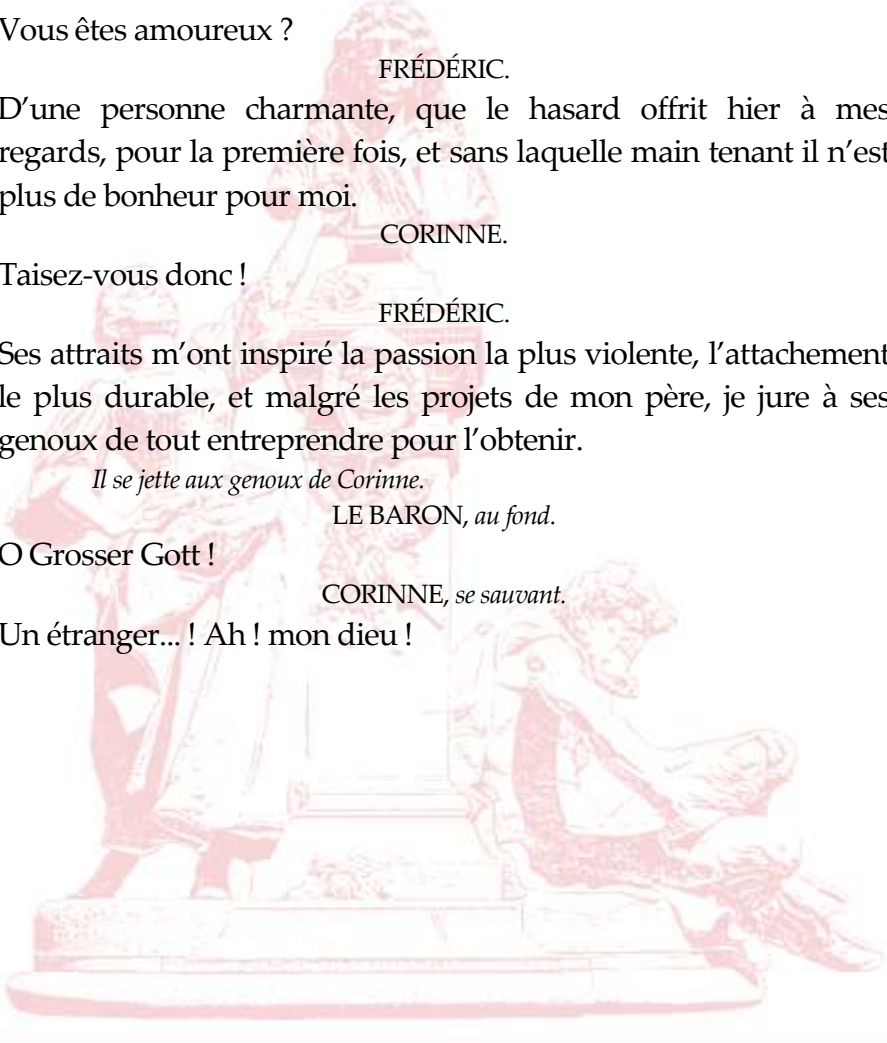 Vous êtes amoureux ?
FRÉDÉRIC.
D’une personne charmante, que le hasard offrit hier à mes
regards, pour la première fois, et sans laquelle main tenant il n’est
plus de bonheur pour moi.
CORINNE.
Taisez-vous donc !
FRÉDÉRIC.
Ses attraits m’ont inspiré la passion la plus violente, l’attachement
le plus durable, et malgré les projets de mon père, je jure à ses
genoux de tout entreprendre pour l’obtenir.
Il se jette aux genoux de Corinne.
LE BARON, au fond.
O Grosser Gott !
CORINNE, se sauvant.
Un étranger... ! Ah ! mon dieu !